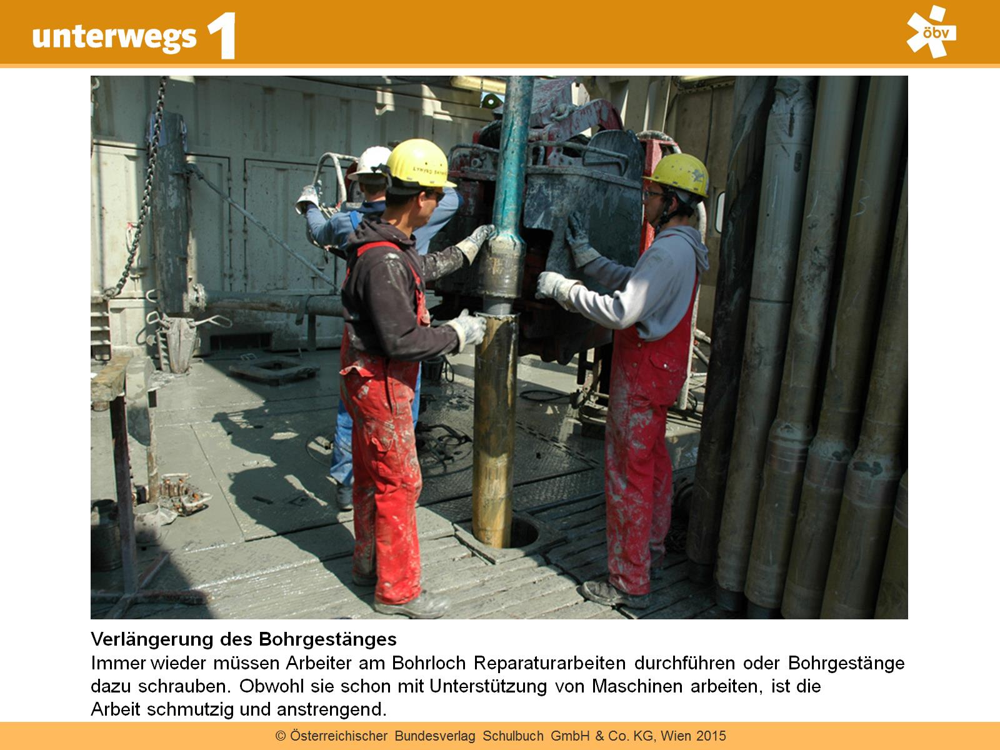 unterwegs 1
öbv
Verlängerung des Bohrgestänges
Immer wieder müssen Arbeiter am Bohrloch Reparaturarbeiten durchführen oder Bohrgestänge
dazu schrauben. Obwohl sie schon mit Unterstützung von Maschinen arbeiten, ist die
Arbeit schmutzig und anstrengend.
© Österreichischer Bundesverlag Schulbuch GmbH & Co. KG, Wien 2015